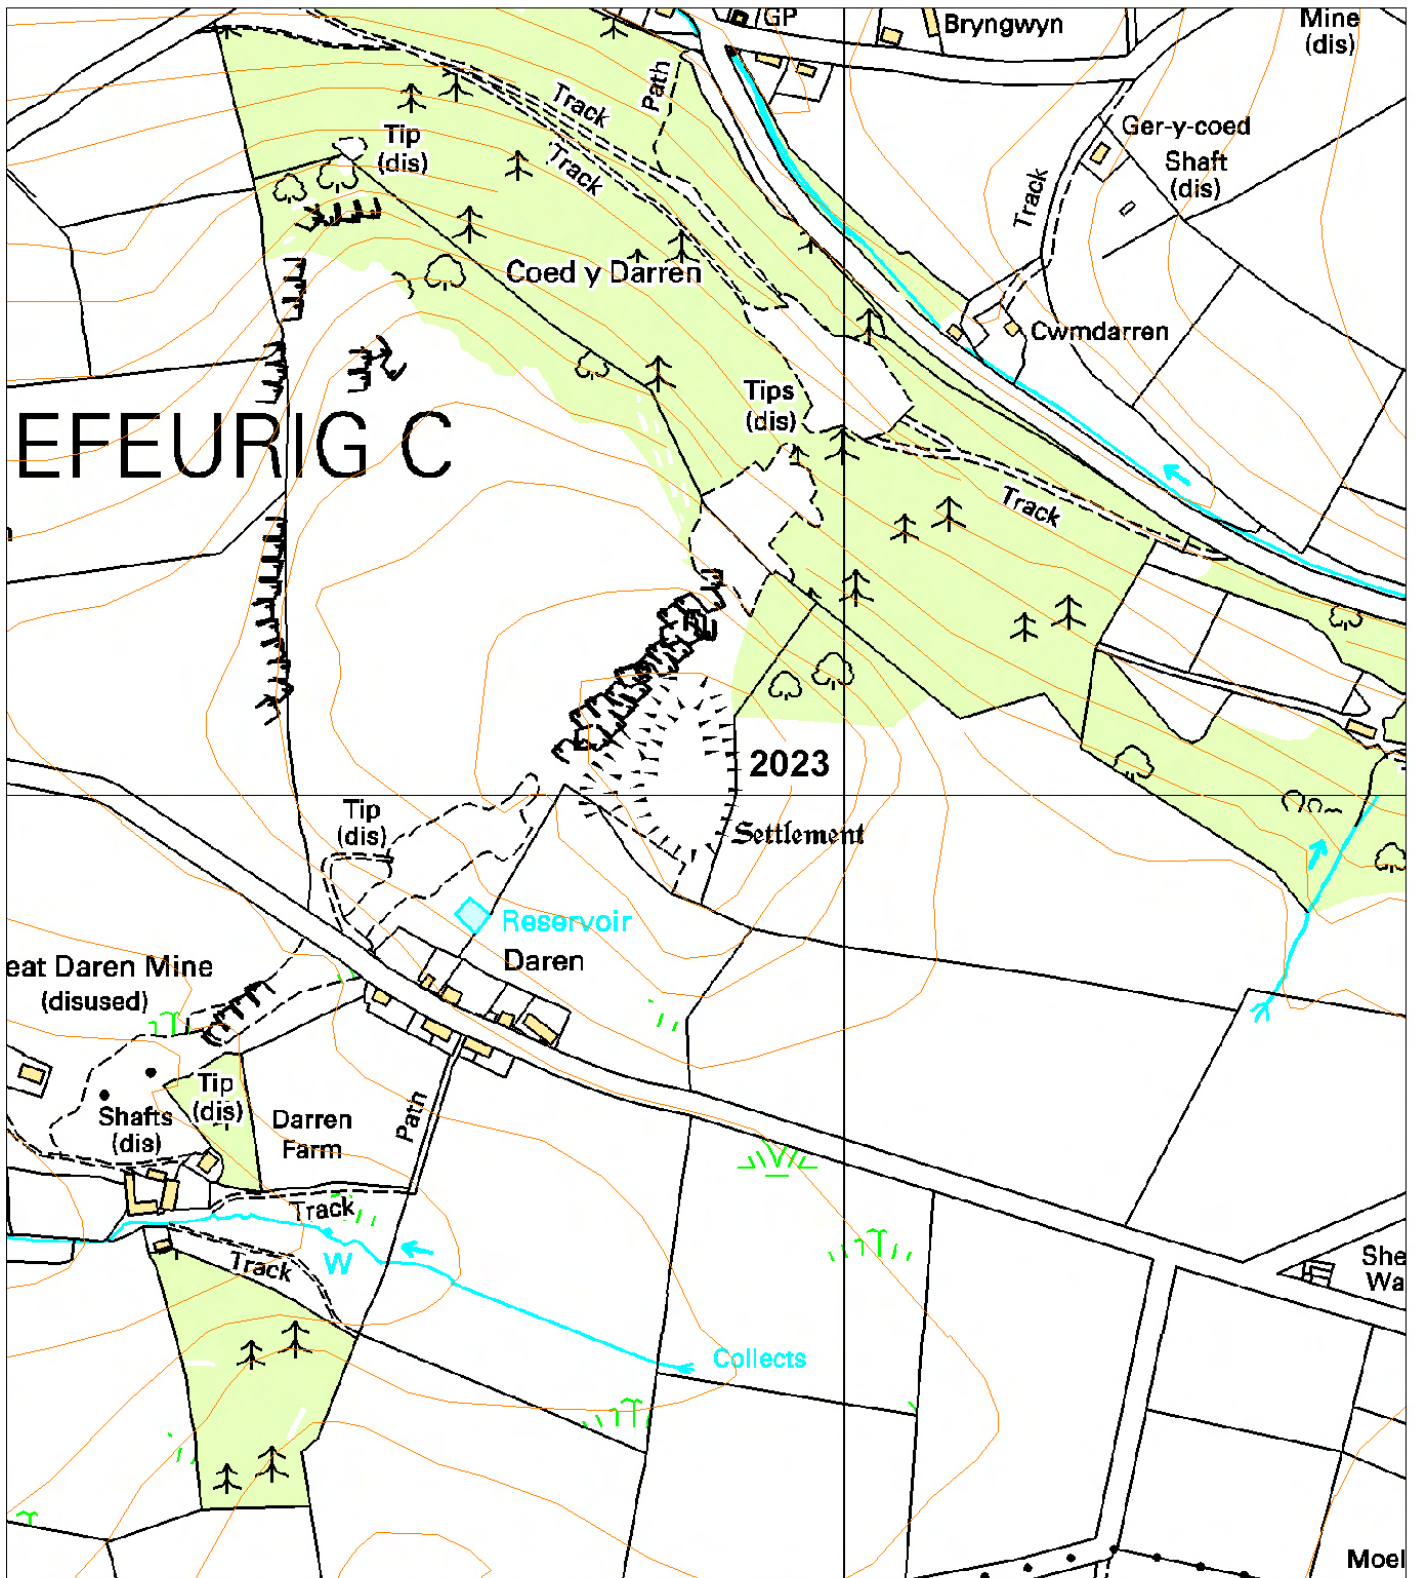 GP
Bryngwyn
Mine
(dis)
Track
Path
Tip
(dis)
Track
Ger-y-coed
Shaft
(dis)
Track
Coed y Darren
Cwmdarren
Tips
(dis)
EFEURIG C
Track
2023
Settlement
Tip
(dis)
Reservoir
Daren
eat Daren Mine
(disused)
Tip
(dis)
Shafts
(dis)
Darren
Farm
Path
Track
W
Track
She
Wa
Collects
Moel